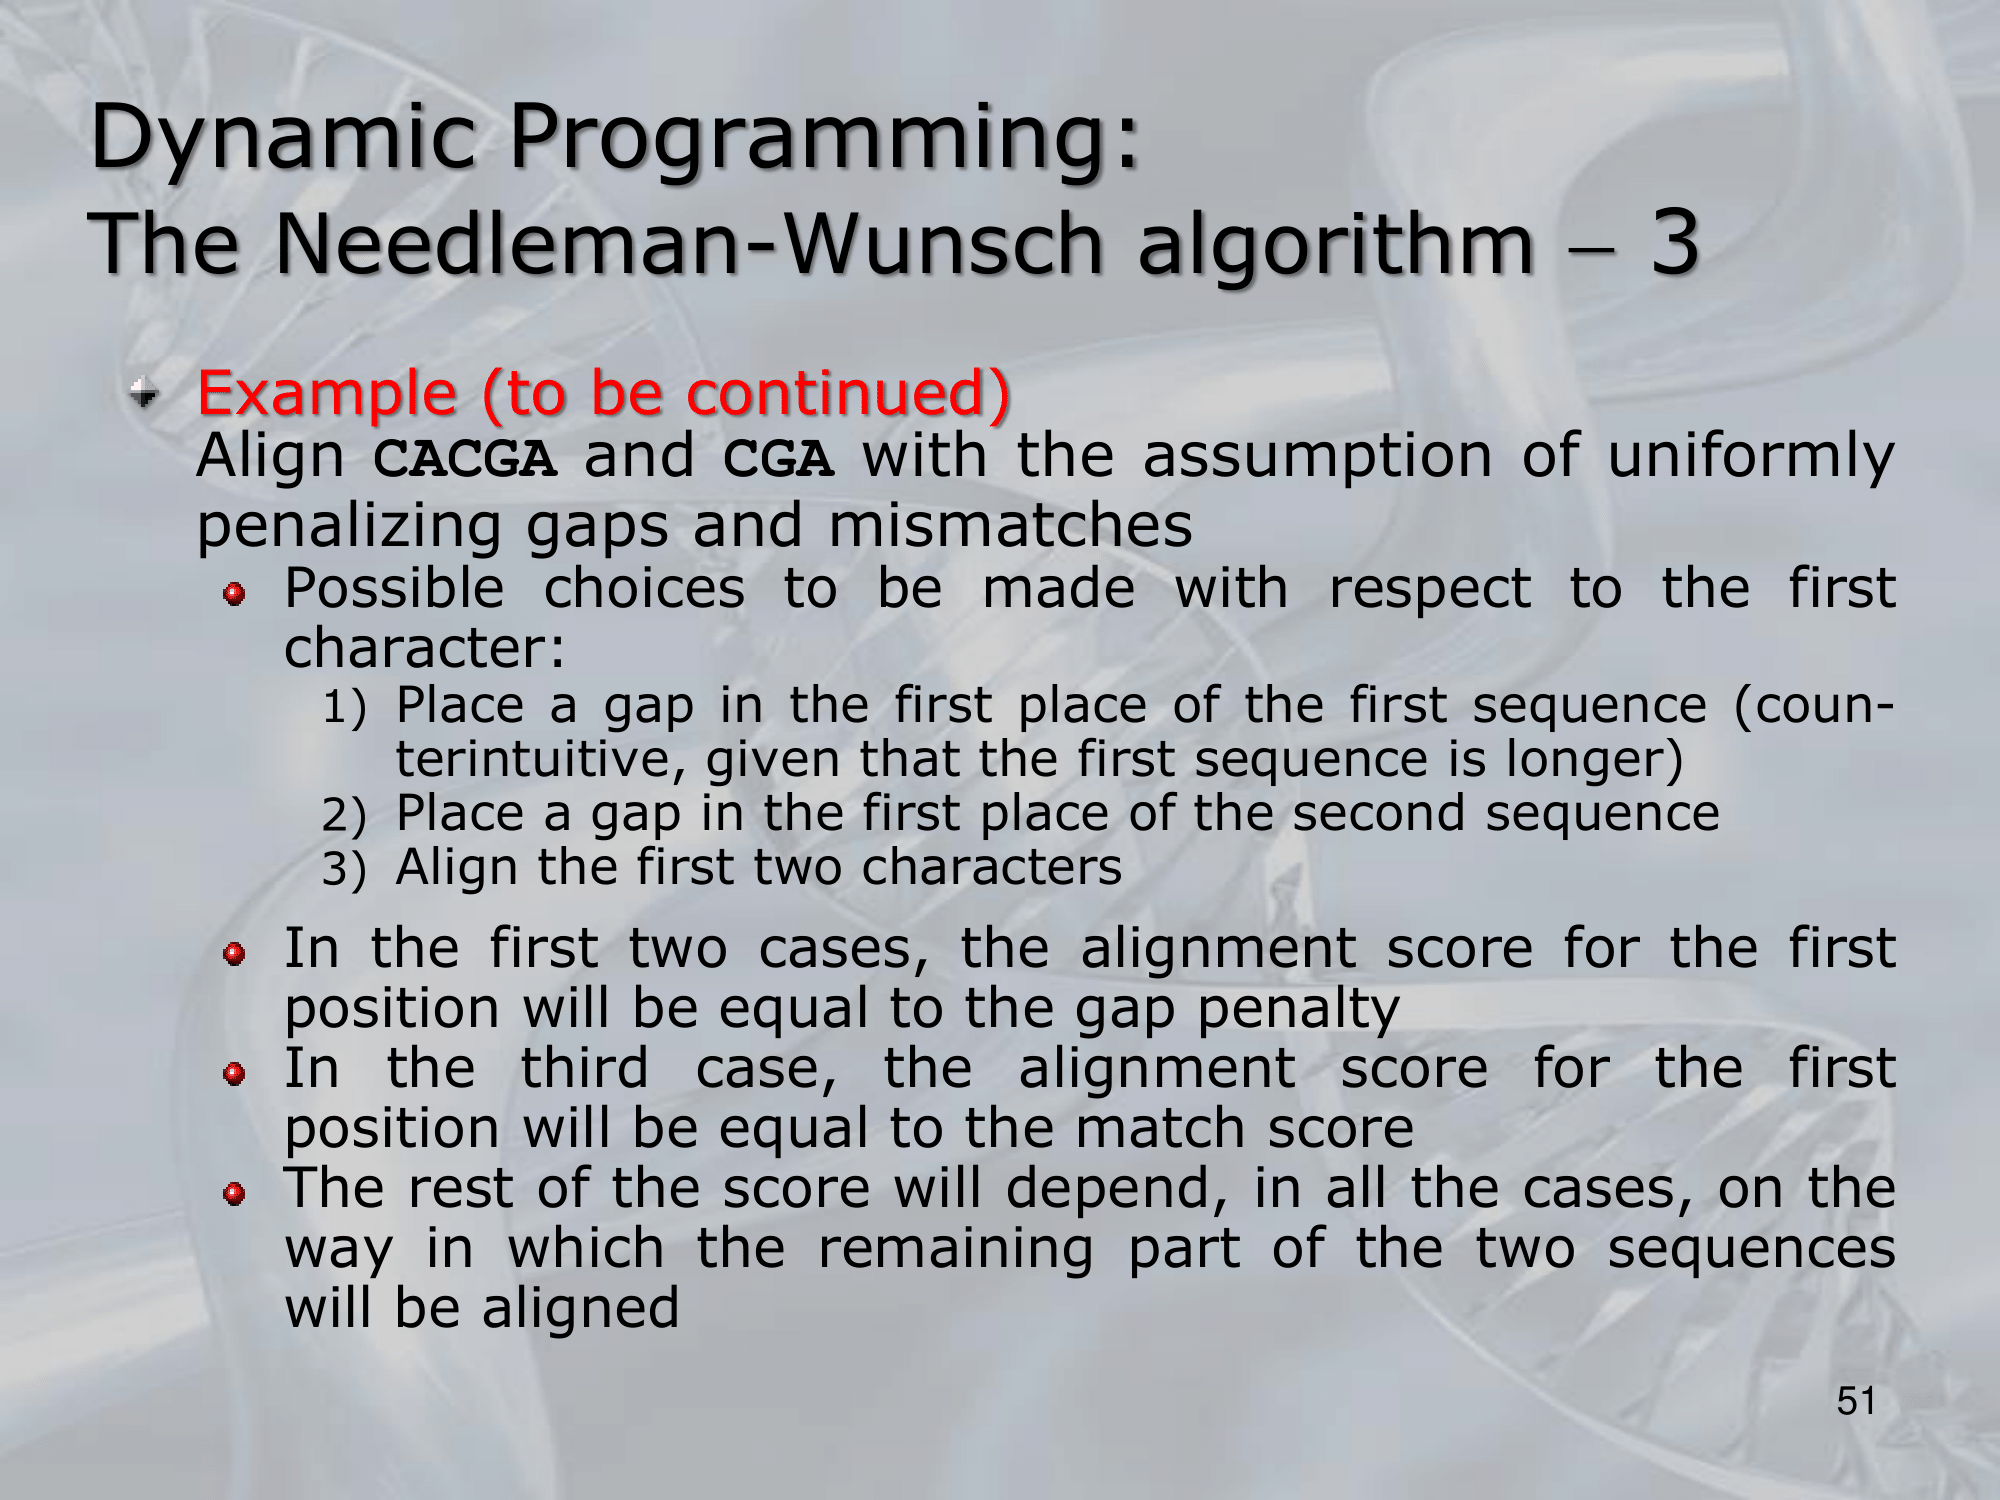 Dynamic Programming:
The Needleman-Wunsch algorithm – 3
Example (to be continued)
Align CACGA and CGA with the assumption of uniformly
penalizing gaps and mismatches
Possible choices to be made with respect to the first
character:
1) Place a gap in the first place of the first sequence (coun-
terintuitive, given that the first sequence is longer)
2) Place a gap in the first place of the second sequence
3) Align the first two characters
In the first two cases, the alignment score for the first
position will be equal to the gap penalty
In the third case, the alignment score for the first
position will be equal to the match score
The rest of the score will depend, in all the cases, on the
way in which the remaining part of the two sequences
will be aligned
51